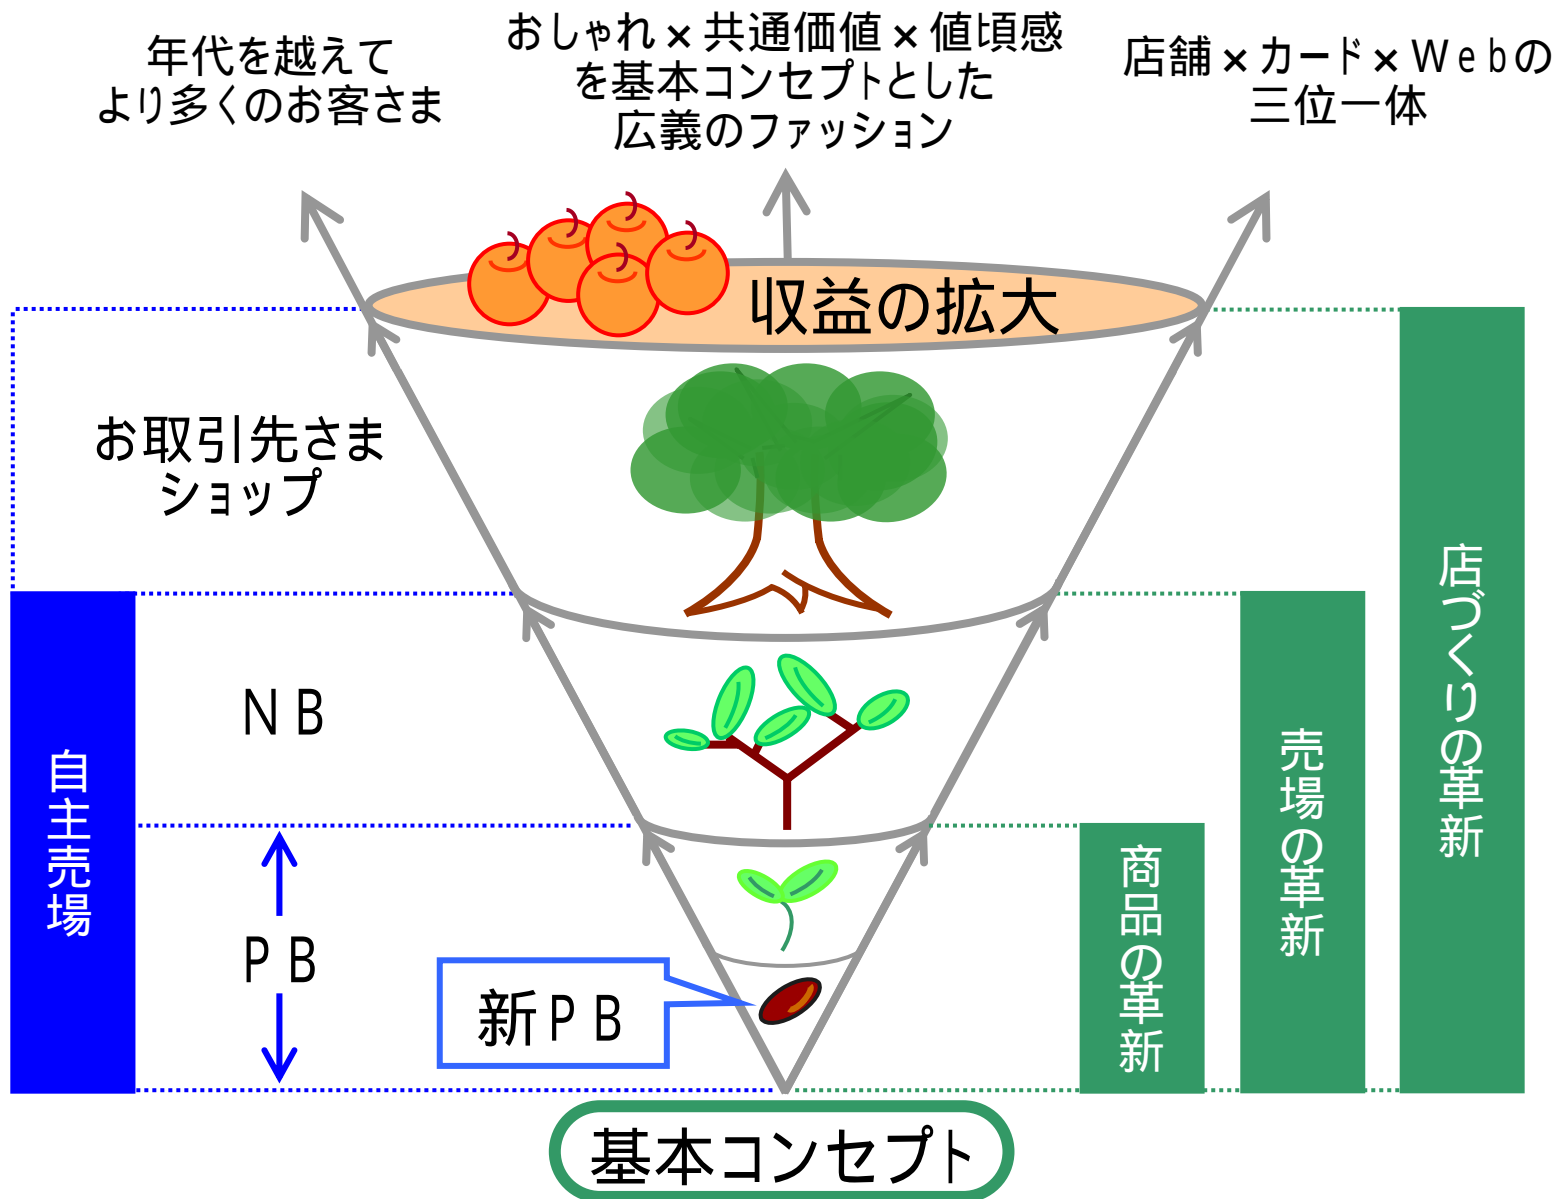 年代を越えて
より多くのお客さま
おしゃれ×共通価値×値頃感
を基本コンセプトとした
広義のファッション
店舗×カード×Webの
三位一体
収益の拡大
お取引先さま
ショップ
NB
PB
新PB
自主売場
商品の革新
売場の革新
店づくりの革新
基本コンセプト